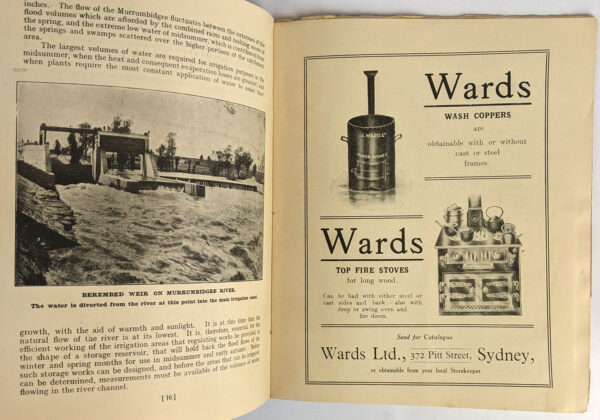 inches. The flow of the Murrumbidgee fluctuates between the extremes of the
flood volumes which are afforded by the combined rains and melting snows of
the spring, and the extreme low water of midsummer, which is contributed from
the springs and swamps scattered over the higher portions of the catchment
area.
The largest volumes of water are required for irrigation purposes in the
midsummer, when the heat and consequent evaporation losses are greatest, and
when plants require the most constant application of water to assist their
BEREMBED WEIR ON MURRUMBIDGEE RIVER.
The water is diverted from the river at this point into the main irrigation canal.
growth, with the aid of warmth and sunlight. It is at this time that the
natural flow of the river is at its lowest. It is, therefore, essential for the
efficient working of the irrigation areas that regulating works be provided, in
the shape of a storage reservoir, that will hold back the flood flows of the
winter and spring months for use in midsummer and early autumn. Before
such storage works can be designed, and before the areas that can be irrigated
can be determined, measurements must be available of the volumes of water
flowing in the river channel.
[16]
Wards
WASH COPPERS
are
obtainable with or without
cast or steel
frames.
WARD LTD
SYDNEY
Wards
TOP FIRE STOVES
for long wood.
Can be had with either steel or
cast sides and back—also with
drop or swing oven and
fire doors.
Send for Catalogue
Wards Ltd., 372 Pitt Street, Sydney,
or obtainable from your local Storekeeper